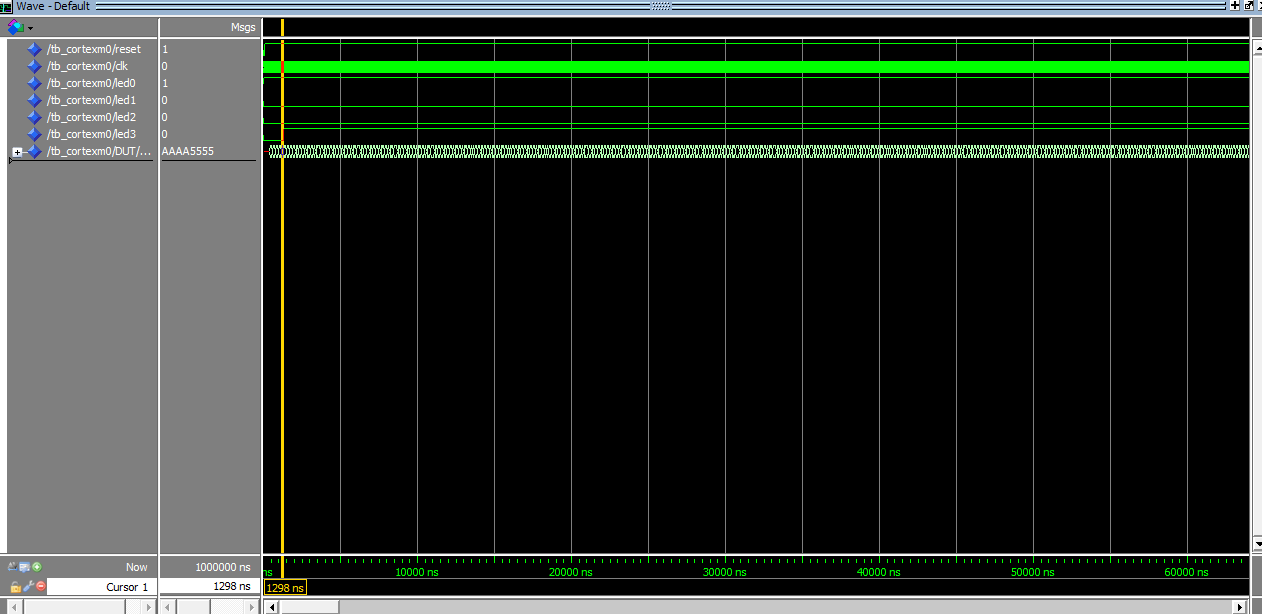 Wave - Default
Msgs
/tb_cortexm0/reset 1
/tb_cortexm0/clk 0
/tb_cortexm0/led0 1
/tb_cortexm0/led1 0
/tb_cortexm0/led2 0
/tb_cortexm0/led3 0
/tb_cortexm0/DUT/... AAAA5555
Now 1000000 ns ns 10000 ns 20000 ns 30000 ns 40000 ns 50000 ns 60000 ns
Cursor 1 1298 ns 1298 ns